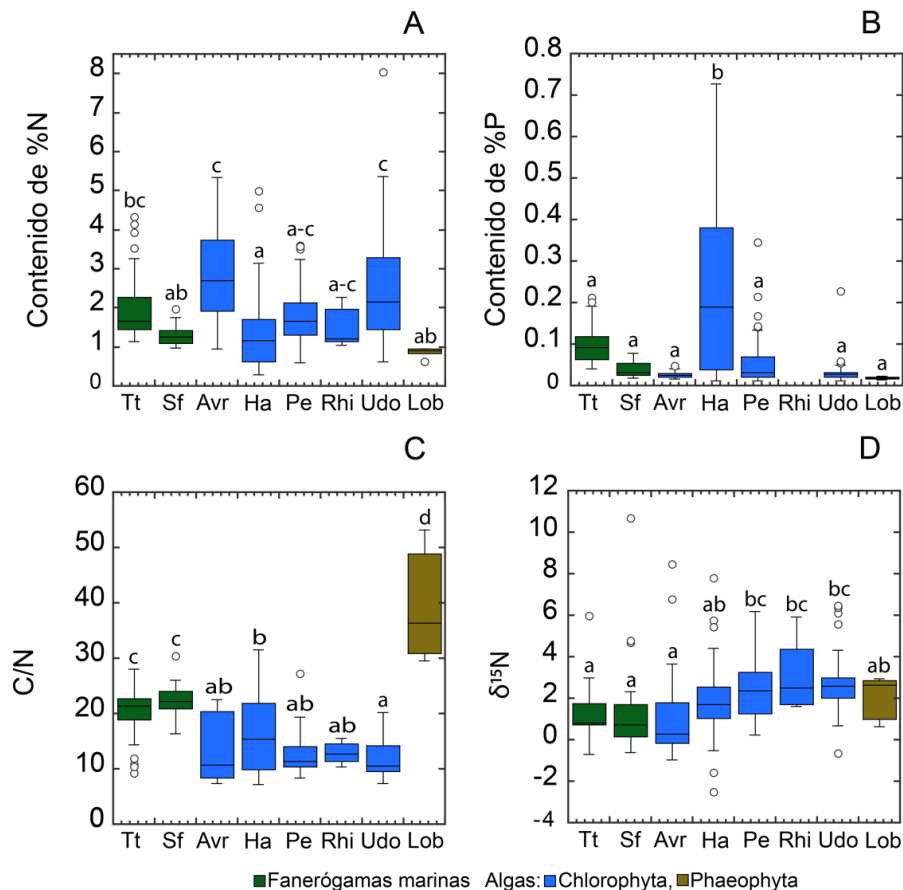 A
Contenido de %N
8
7
6
5
4
3
2
1
0
bc
ab
c
a
a-c
a-c
c
ab
Tt Sf Avr Ha Pe Rhi Udo Lob
B
Contenido de %P
0.8
0.7
0.6
0.5
0.4
0.3
0.2
0.1
0
a
a
a
b
a
a
a
Tt Sf Avr Ha Pe Rhi Udo Lob
C
C/N
60
50
40
30
20
10
0
c
c
ab
b
ab
ab
a
d
Tt Sf Avr Ha Pe Rhi Udo Lob
D
δ¹⁵N
12
10
8
6
4
2
0
-2
-4
a
a
a
ab
bc
bc
bc
ab
Tt Sf Avr Ha Pe Rhi Udo Lob
Fanerógamas marinas Algas: Chlorophyta, Phaeophyta